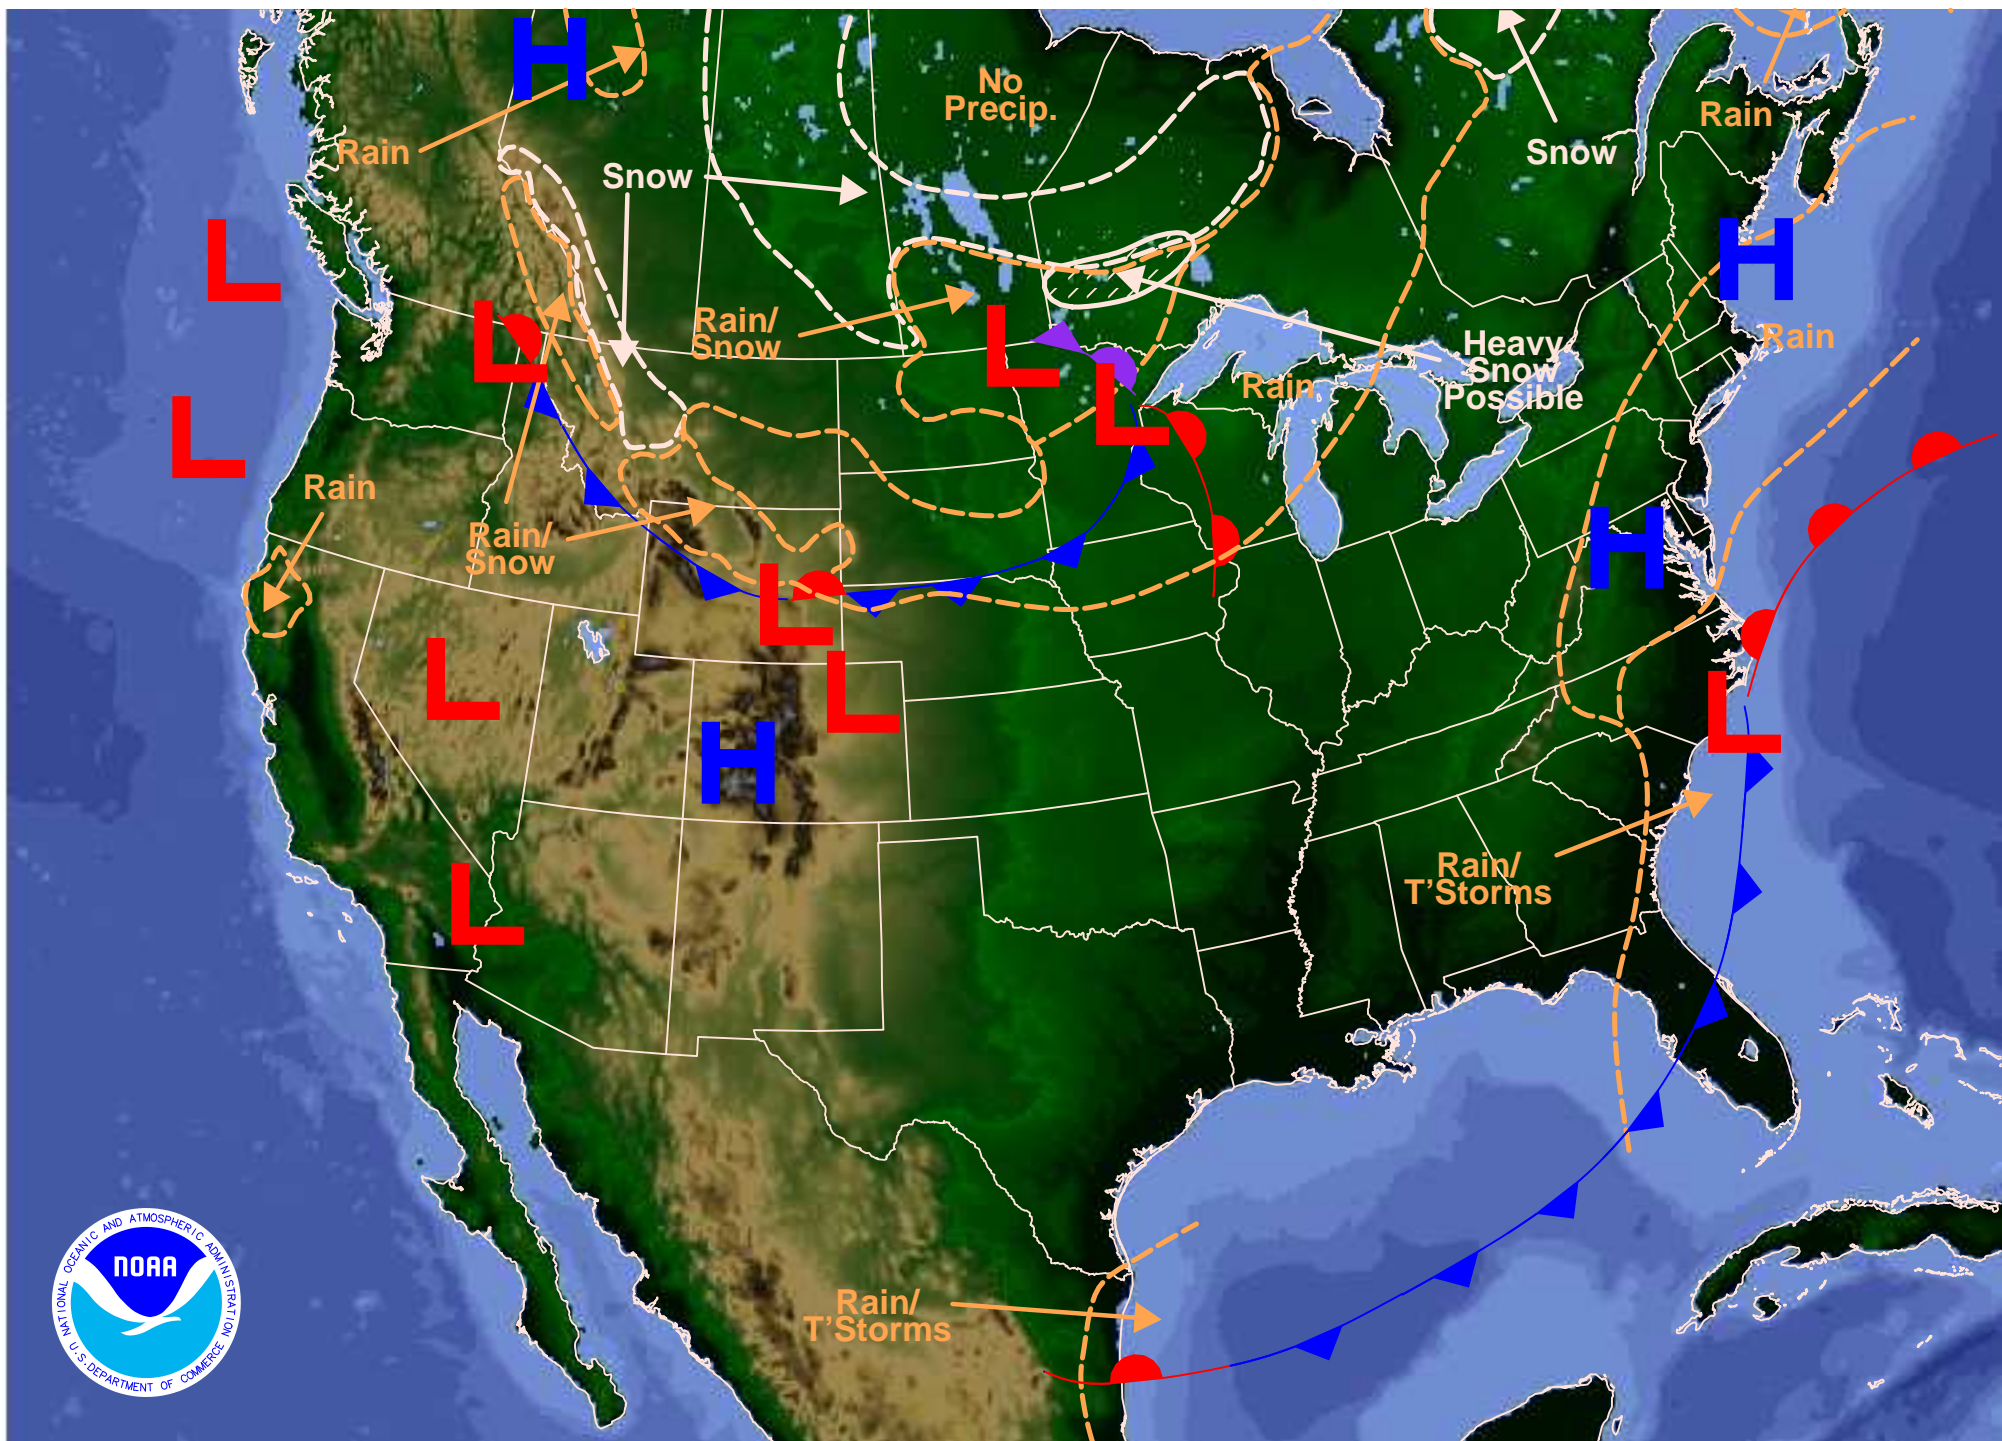 H
No
Precip.
Rain
Rain
Snow
Snow
L
H
L
Rain/
Snow
L
Rain
Heavy
Snow
Possible
L
Rain
L
L
Rain
Rain/
Snow
H
L
L
L
L
H
L
Rain/
T'Storms
Rain/
T'Storms
NATIONAL OCEANIC AND ATMOSPHERIC ADMINISTRATION
NOAA
U.S. DEPARTMENT OF COMMERCE